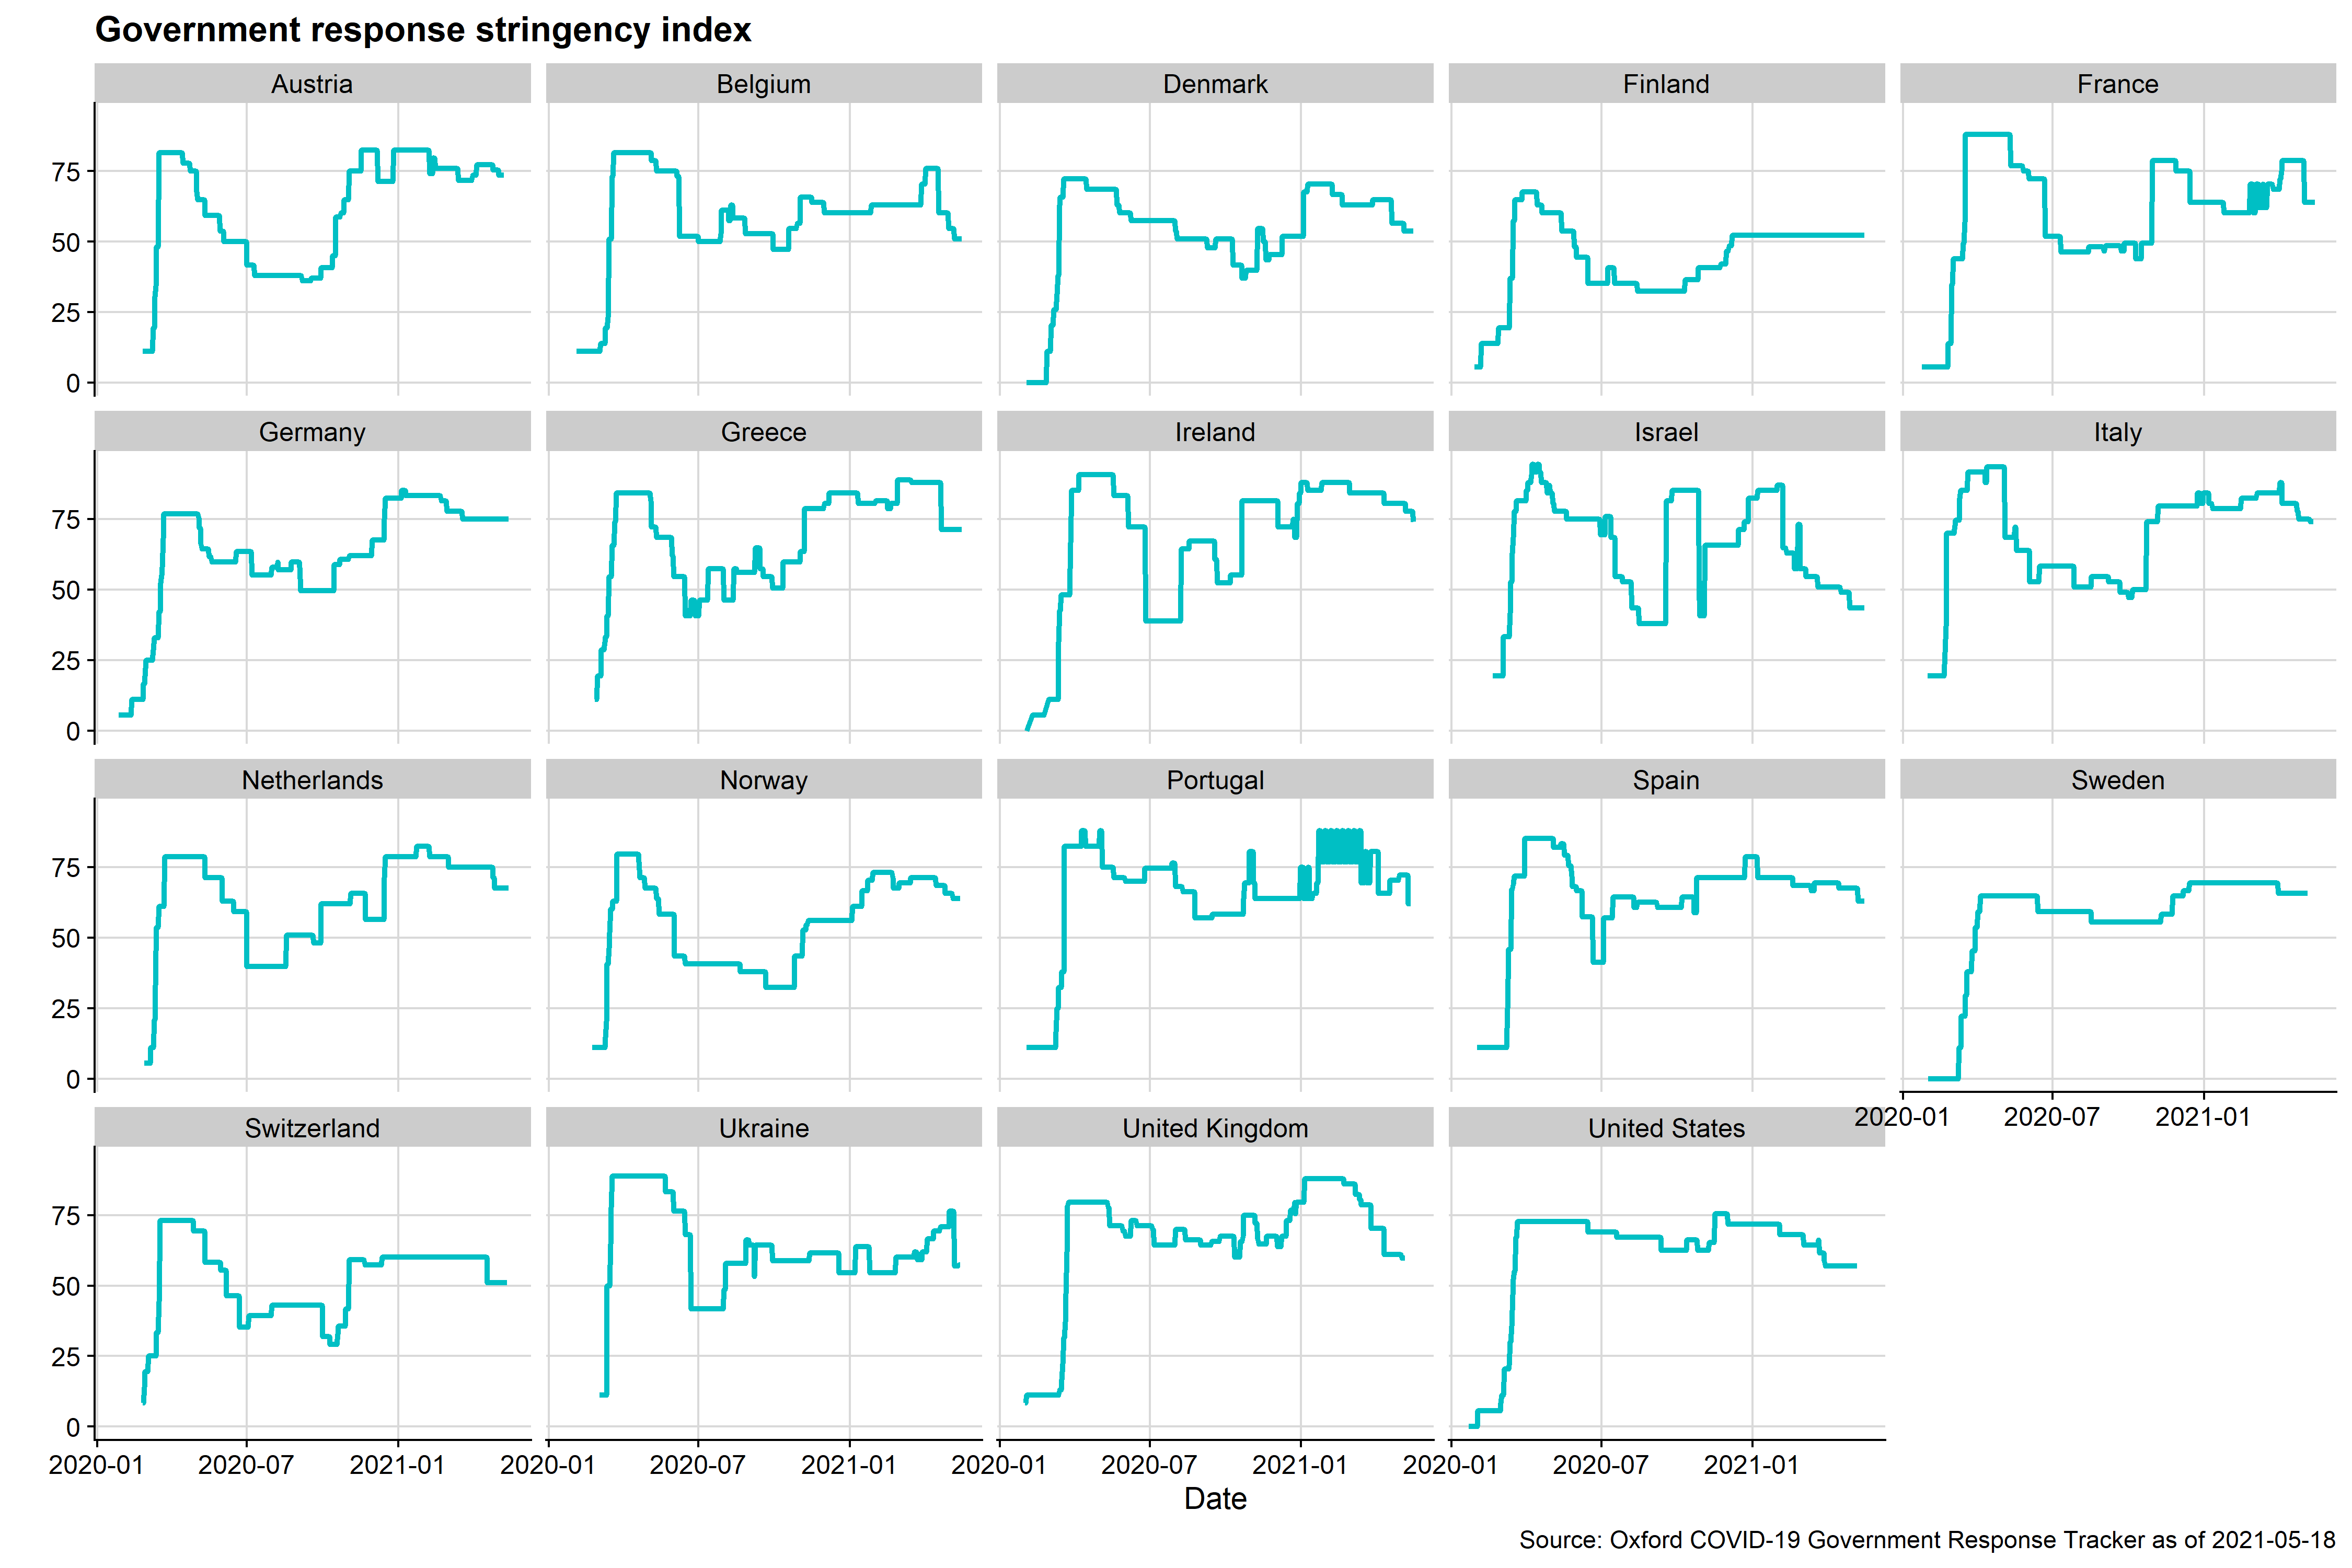 Government response stringency index
Austria Belgium Denmark Finland France
75
50
25
0
Germany Greece Ireland Israel Italy
75
50
25
0
Netherlands Norway Portugal Spain Sweden
75
50
25
0
2020-01 2020-07 2021-01
Switzerland Ukraine United Kingdom United States
75
50
25
0
2020-01 2020-07 2021-01 2020-01 2020-07 2021-01 2020-01 2020-07 2021-01 2020-01 2020-07 2021-01
Date
Source: Oxford COVID-19 Government Response Tracker as of 2021-05-18